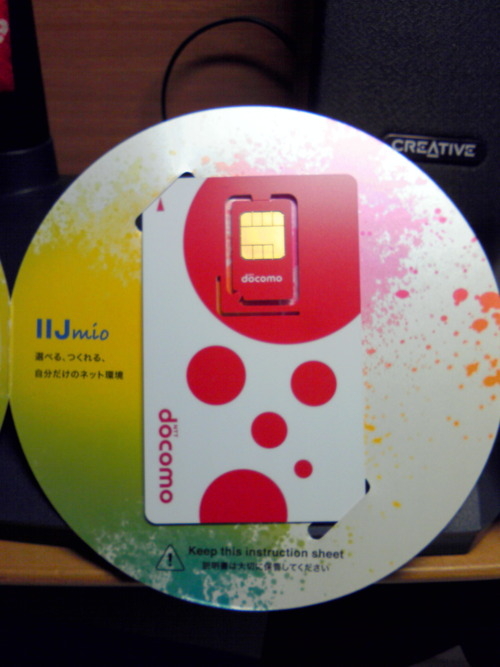 CREATIVE
docomo
IIJmio
選べる、つくれる、
自分だけのネット環境
NTT
docomo
Keep this instruction sheet
説明書は大切に保管してください